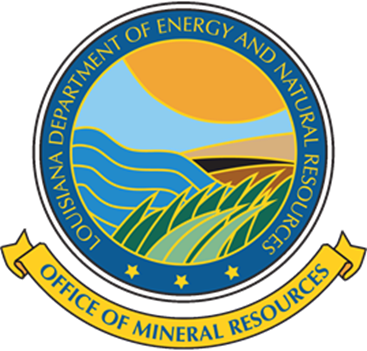 LOUISIANA DEPARTMENT OF ENERGY AND NATURAL RESOURCES
OFFICE OF MINERAL RESOURCES